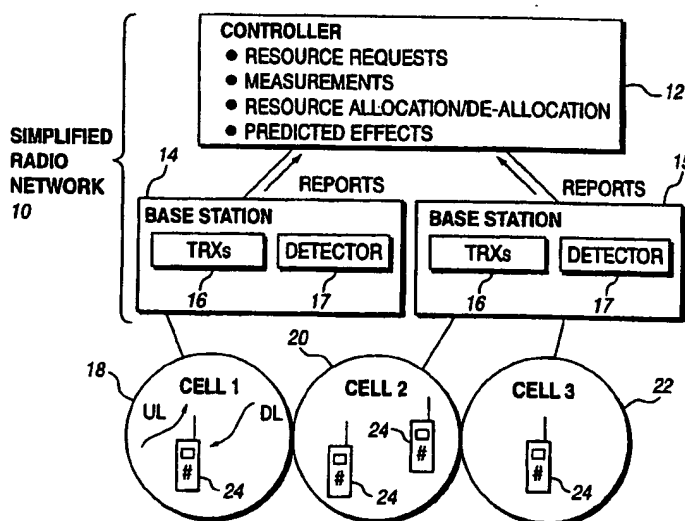 CONTROLLER
● RESOURCE REQUESTS
● MEASUREMENTS
● RESOURCE ALLOCATION/DE-ALLOCATION
● PREDICTED EFFECTS
12
SIMPLIFIED
RADIO
NETWORK
10
14
REPORTS
REPORTS
15
BASE STATION
TRXs
DETECTOR
16
17
BASE STATION
TRXs
DETECTOR
16
17
18
CELL 1
UL
DL
#
24
20
CELL 2
24
#
#
24
CELL 3
22
#
24